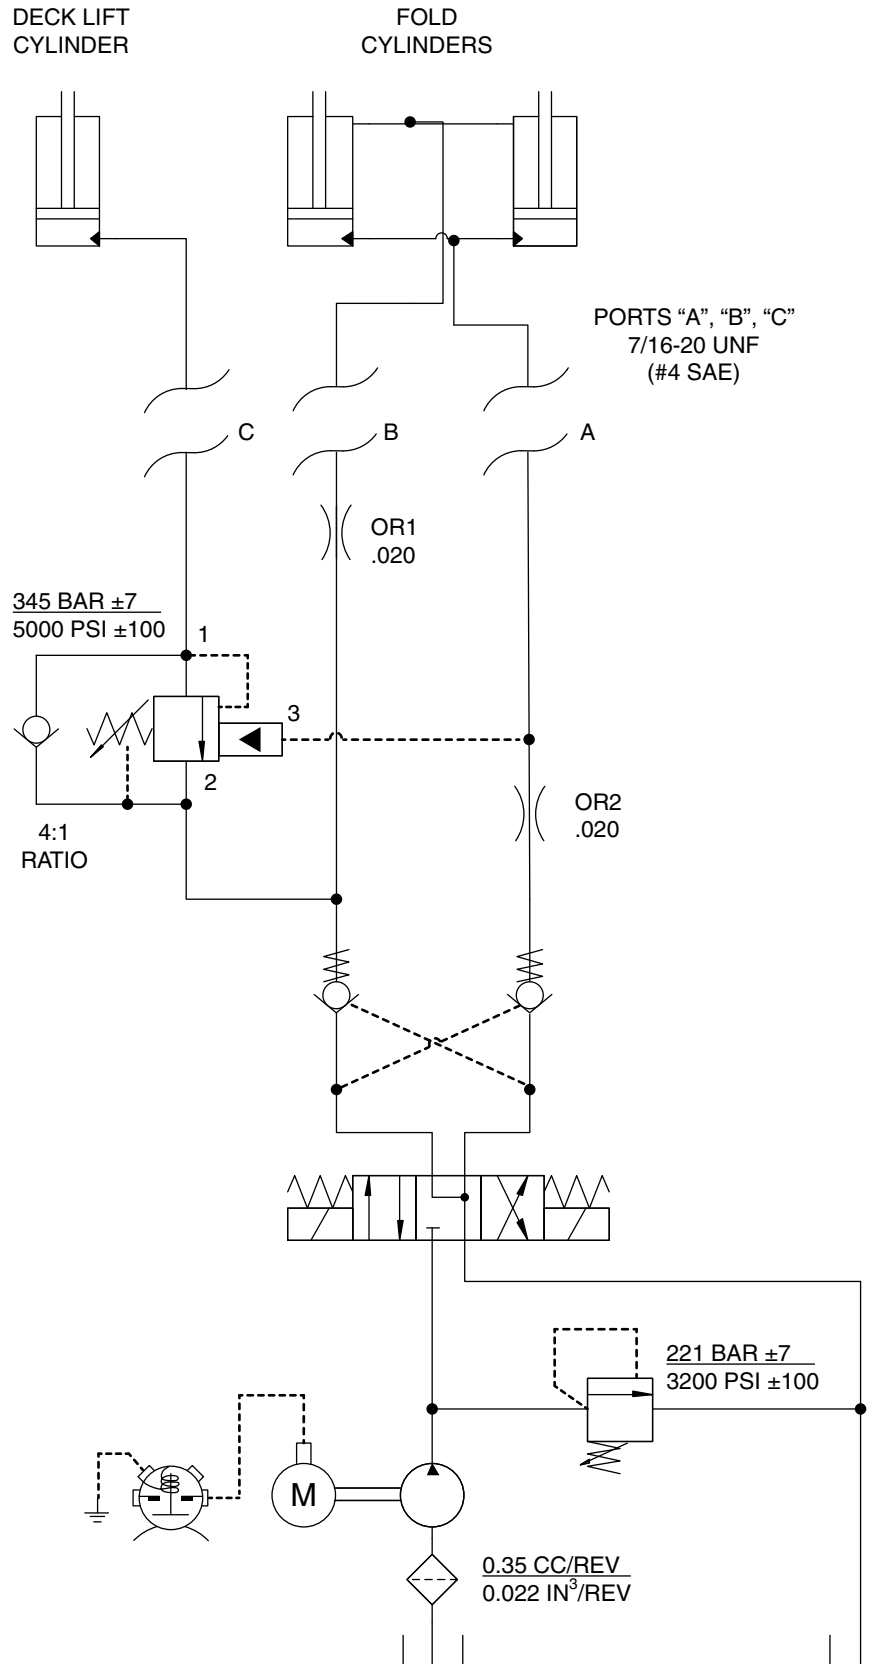 DECK LIFT
CYLINDER
FOLD
CYLINDERS
PORTS “A”, “B”, “C”
7/16-20 UNF
(#4 SAE)
C
B
A
OR1
.020
345 BAR ±7
5000 PSI ±100
1
3
2
4:1
RATIO
OR2
.020
221 BAR ±7
3200 PSI ±100
M
0.35 CC/REV
0.022 IN³/REV